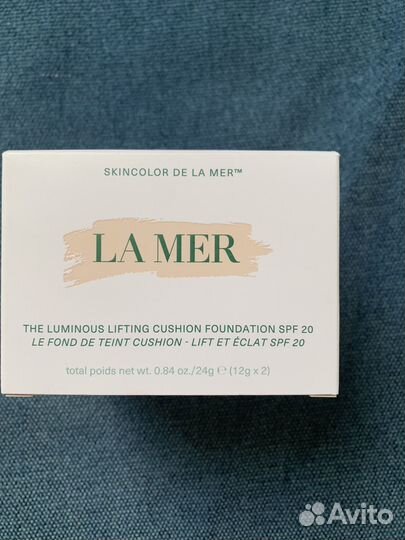 SKINCOLOR DE LA MER™
LA MER
THE LUMINOUS LIFTING CUSHION FOUNDATION SPF 20
LE FOND DE TEINT CUSHION - LIFT ET ÉCLAT SPF 20
total poids net wt. 0.84 oz./24g ℮ (12g x 2)
Avito